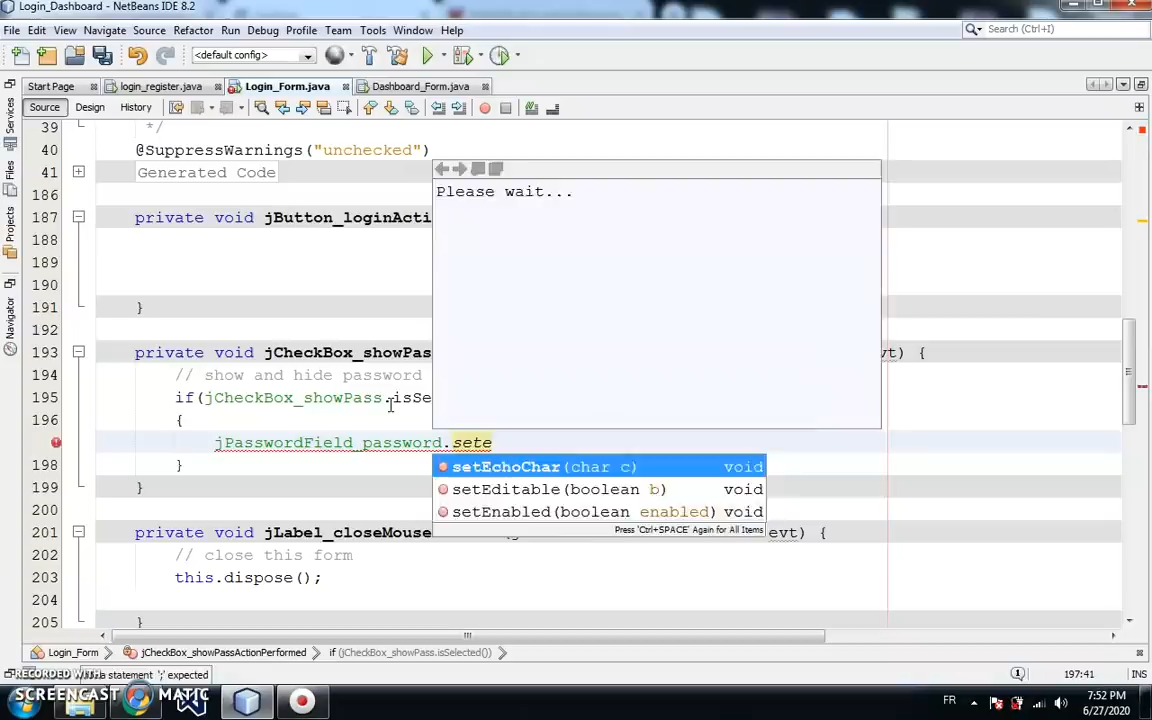 Login_Dashboard - NetBeans IDE 8.2
File Edit View Navigate Source Refactor Run Debug Profile Team Tools Window Help
Search (Ctrl+I)
<default config>
Start Page login_register.java Login_Form.java Dashboard_Form.java
Source Design History
Services
Files
Projects
Navigator
39 */
40 @SuppressWarnings("unchecked")
41 Generated Code
186
187 private void jButton_loginActi
188
189
190
191 }
192
193 private void jCheckBox_showPas vt) {
194 // show and hide password
195 if(jCheckBox_showPass.isSe
196 {
jPasswordField_password.sete
198 }
199 }
200
201 private void jLabel_closeMouse evt) {
202 // close this form
203 this.dispose();
204
205 }
Please wait...
setEchoChar(char c) void
setEditable(boolean b) void
setEnabled(boolean enabled) void
Press 'Ctrl+SPACE' Again for All Items
Login_Form jCheckBox_showPassActionPerformed if (jCheckBox_showPass.isSelected())
a statement ';' expected
1 197:41 INS
RECORDED WITH
SCREENCAST MATIC
FR
7:52 PM
6/27/2020